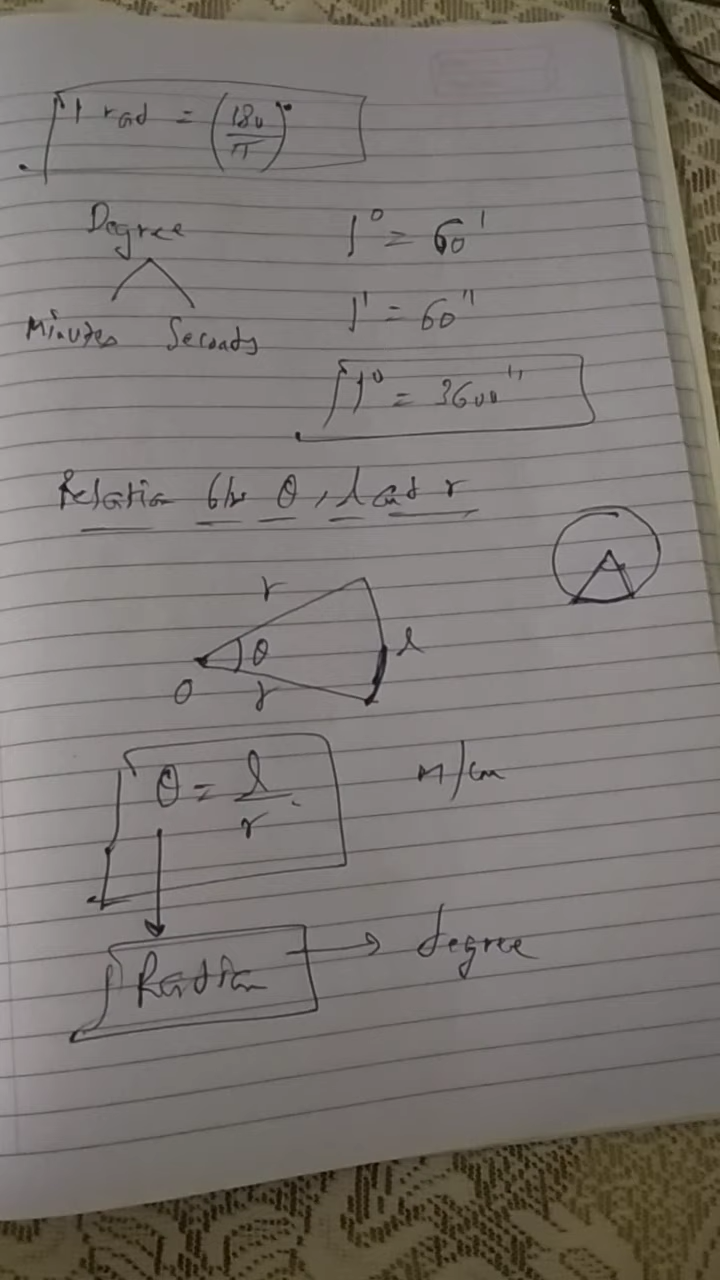 1 rad = (180/π)°
Degree
Minutes Seconds
1° = 60'
1' = 60"
1° = 3600"
Relation b/w θ, l and r
r
θ
l
O
r
θ = l/r
m/cm
Radian → degree